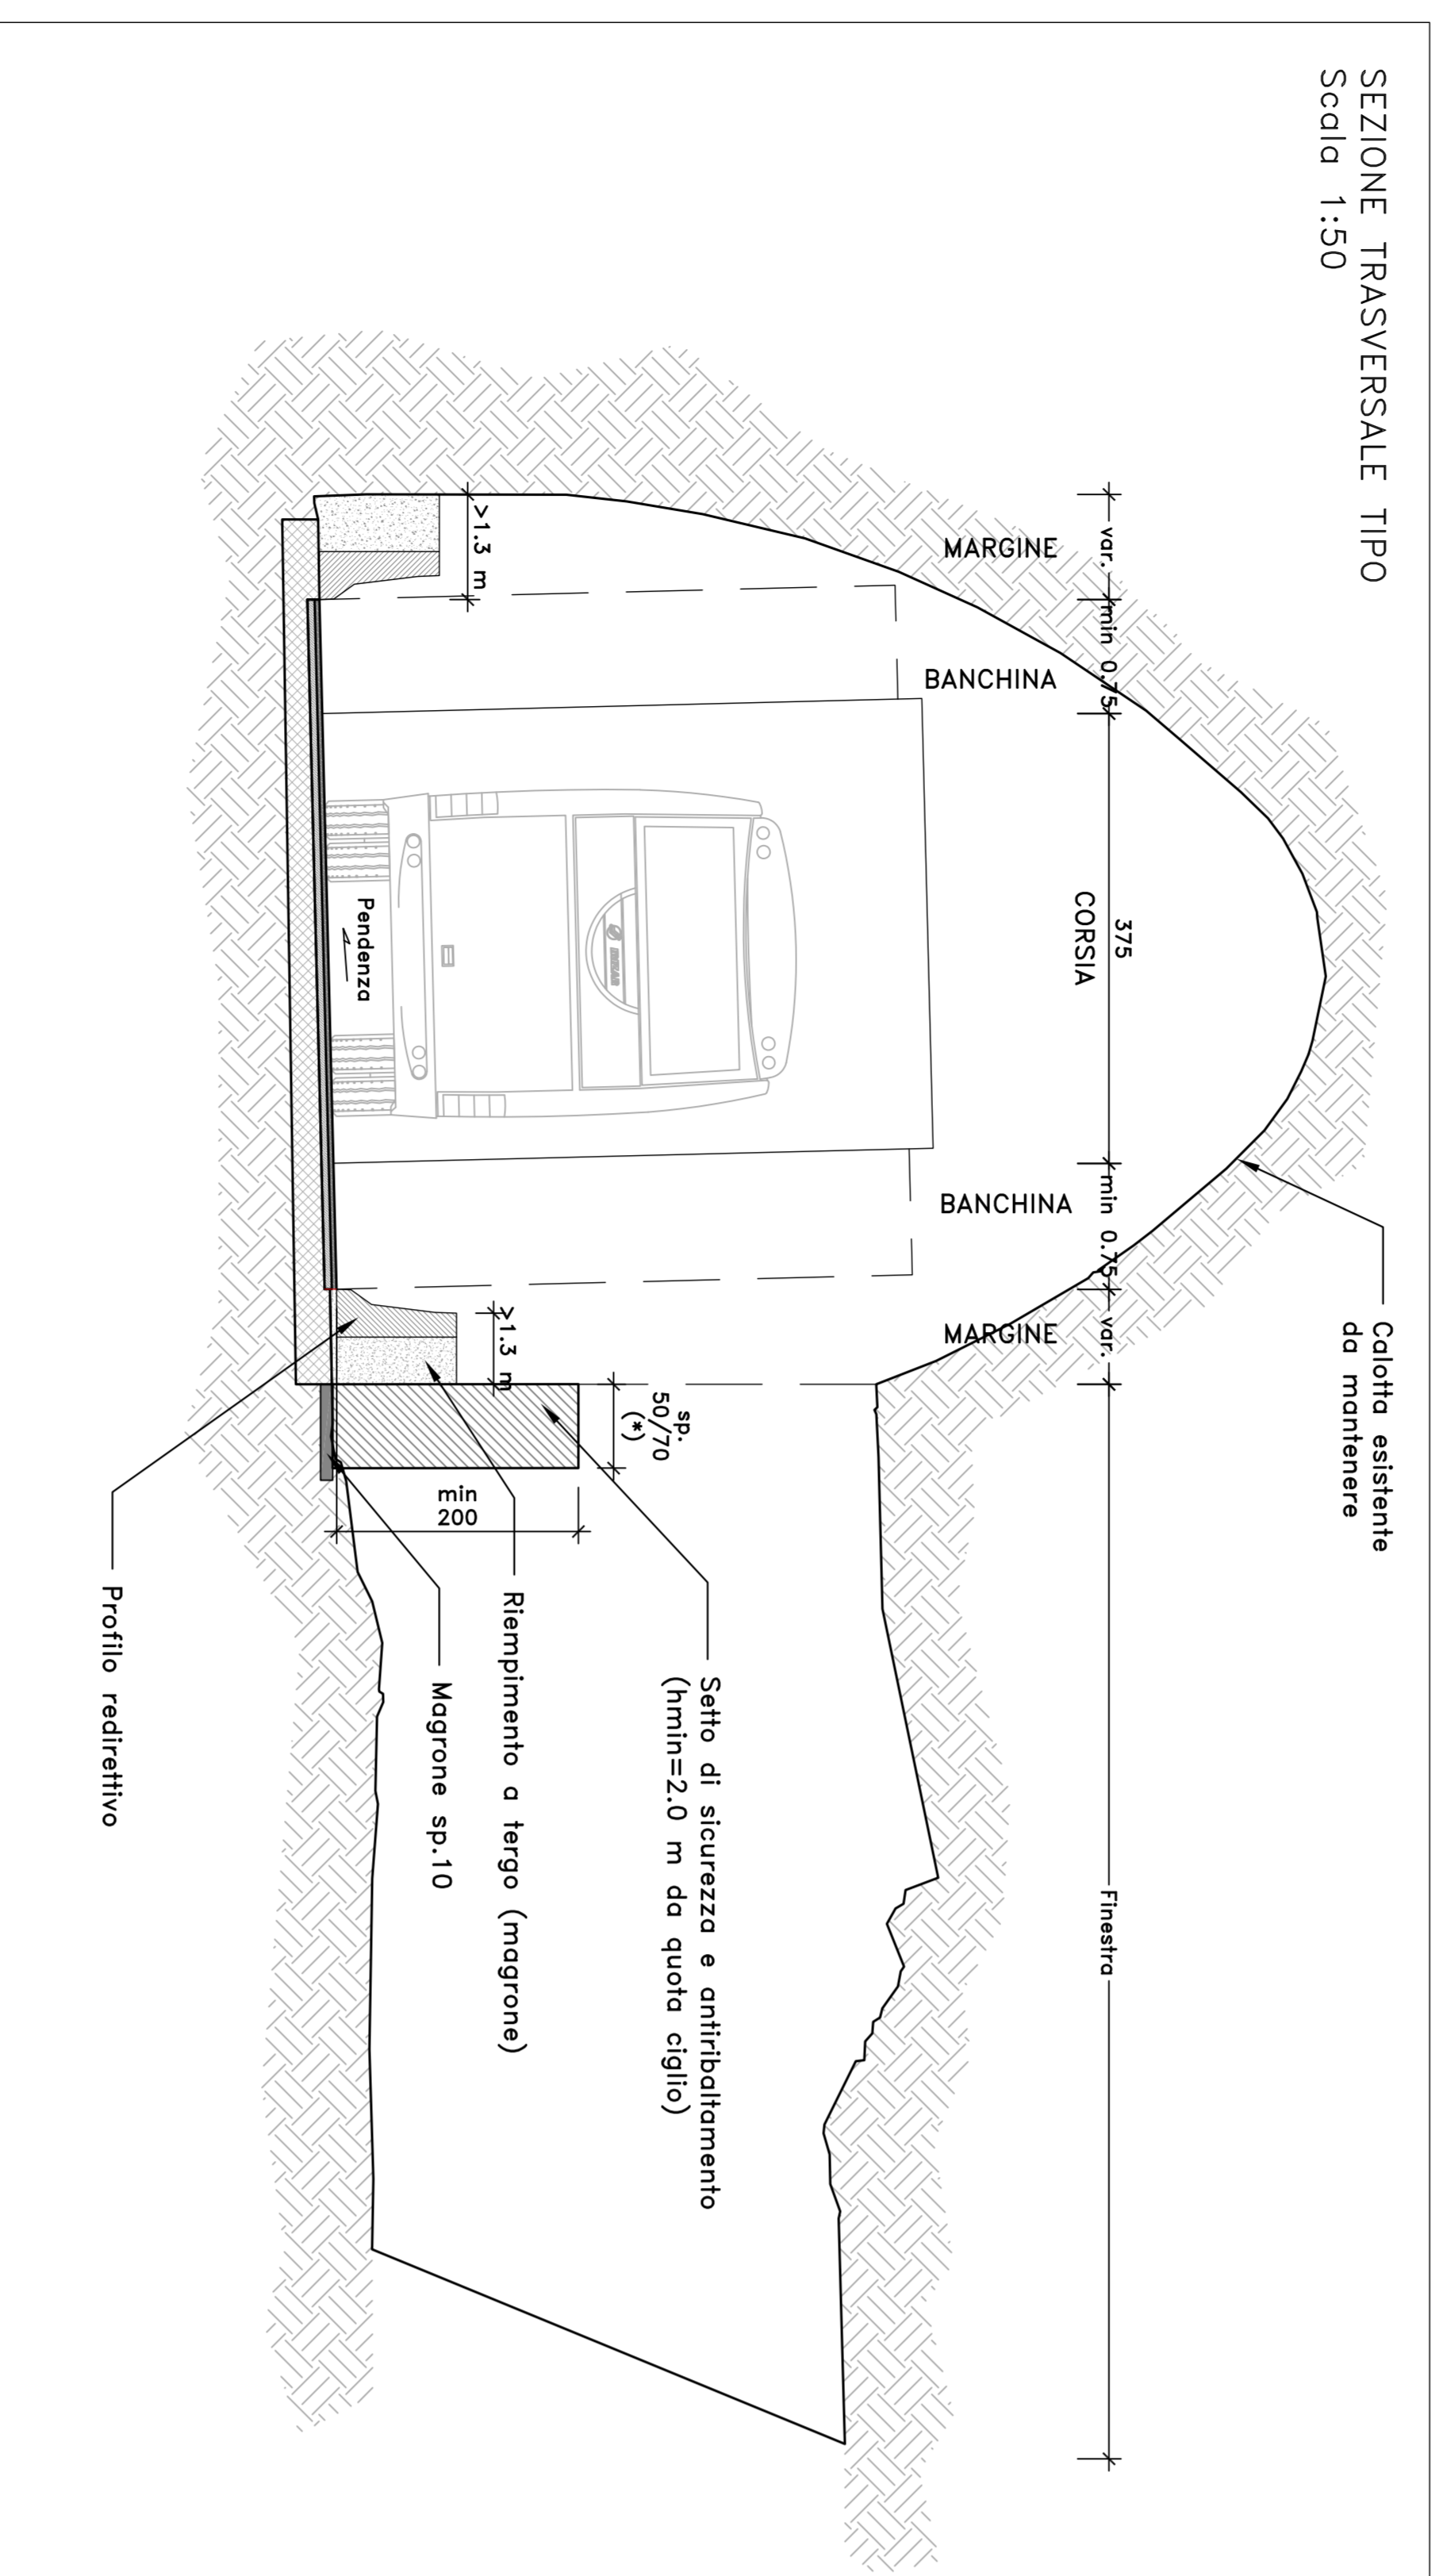 SEZIONE TRASVERSALE TIPO
Scala 1:50
Calotta esistente
da mantenere
var.
min 0.75
375
min 0.75
var.
Finestra
MARGINE
BANCHINA
CORSIA
BANCHINA
MARGINE
>1.3 m
Pendenza
>1.3 m
sp.
50/70
(*)
min
200
Setto di sicurezza e antiribaltamento
(hmin=2.0 m da quota ciglio)
Riempimento a tergo (magrone)
Magrone sp.10
Profilo redirettivo